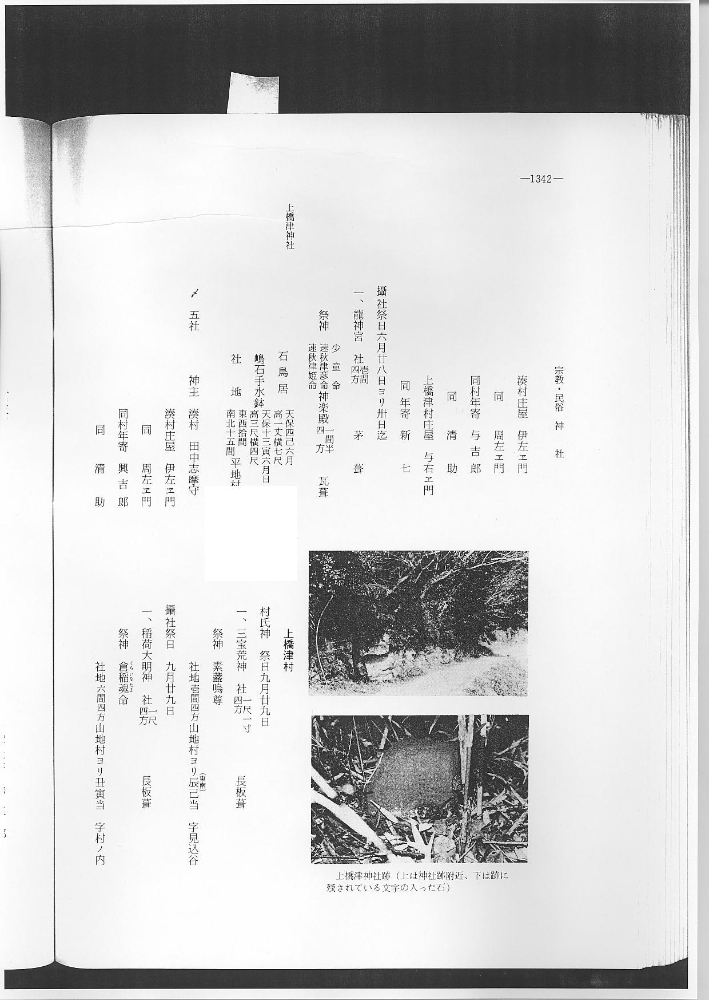 —1342—
宗教・民俗 神社
湊村庄屋 伊左ヱ門
同 周左ヱ門
同村年寄 与吉郎
同 清助
上橋津村庄屋 与右ヱ門
同年寄 新七
攝社祭日六月廿八日ヨリ卅日迄
一、龍神宮 社壱間四方 茅葺
祭神 少童命 速秋津彦命 速秋津姫命 神楽殿 一間半四方 瓦葺
上橋津神社
石鳥居 天保四己六月 高一丈横七尺
嶋石手水鉢 天保十三寅六月日 高三尺横四尺
社地 東西拾間 南北十五間 平地村
〆 五社 神主 湊村 田中志摩守
湊村庄屋 伊左ヱ門
同 周左ヱ門
同村年寄 興吉郎
同 清助
上橋津神社跡（上は神社跡附近、下は跡に
残されている文字の入った石）
上橋津村
村氏神 祭日九月廿九日
一、三宝荒神 社一尺一寸四方 長板葺
祭神 素盞嗚尊
社地壱間四方山地村ヨリ辰己当（東南） 字見込谷
攝社祭日 九月廿九日
一、稲荷大明神 社一尺四方 長板葺
祭神 倉稲魂命（くらいなたま）
社地六間四方山地村ヨリ丑寅当 字村ノ内